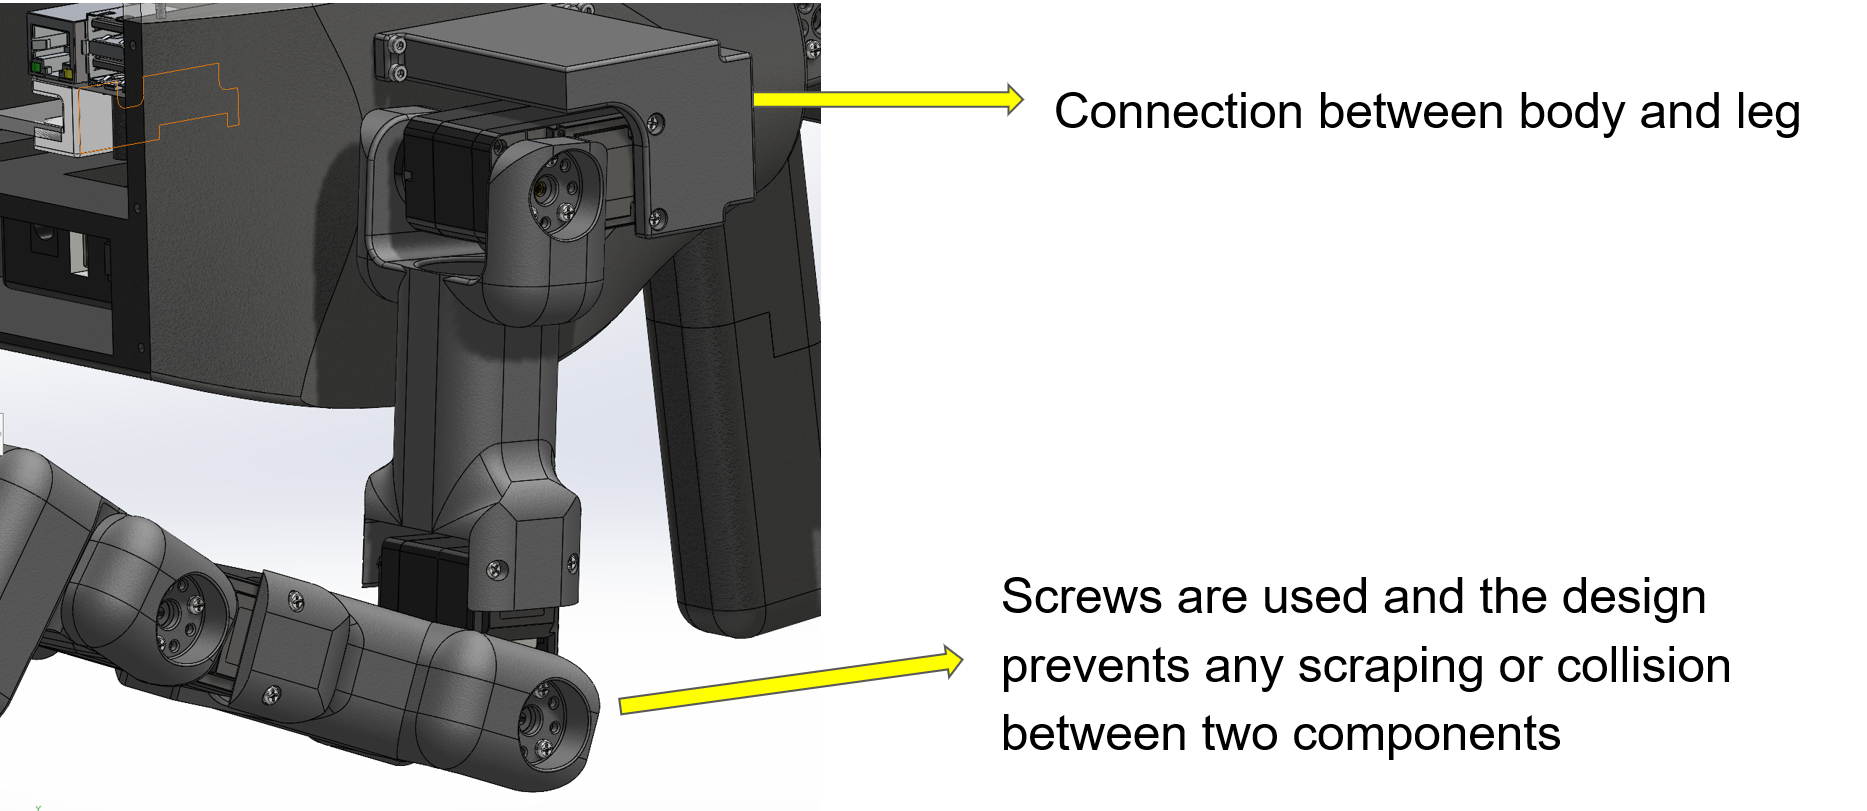 Connection between body and leg
Screws are used and the design
prevents any scraping or collision
between two components
Y